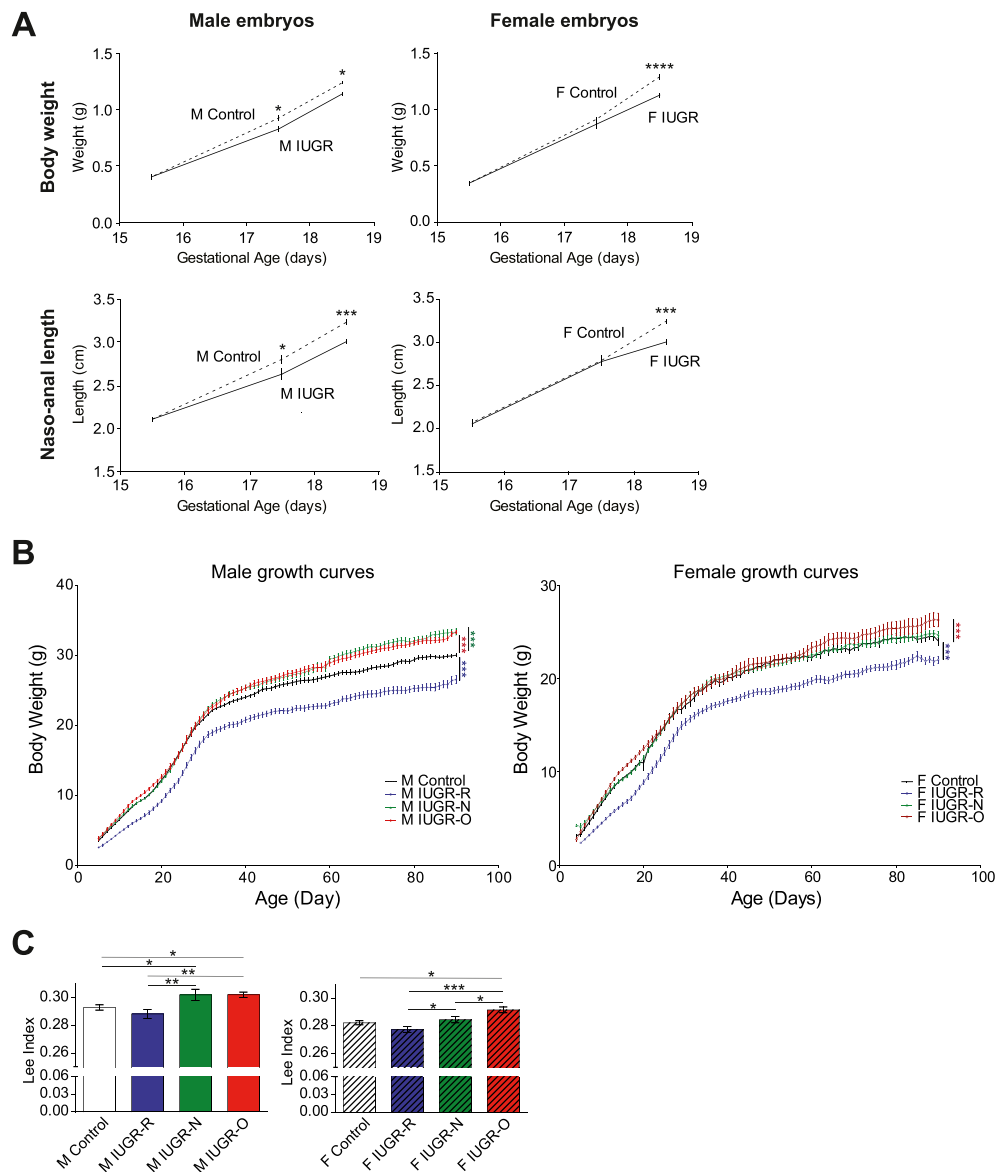 A
Male embryos
Female embryos
Body weight
Weight (g)
1.5
1.0
0.5
0.0
M Control
M IUGR
*
*
15 16 17 18 19
Gestational Age (days)
Weight (g)
1.5
1.0
0.5
0.0
F Control
F IUGR
****
15 16 17 18 19
Gestational Age (days)
Naso-anal length
Length (cm)
3.5
3.0
2.5
2.0
1.5
M Control
M IUGR
*
***
15 16 17 18 19
Gestational Age (days)
Length (cm)
3.5
3.0
2.5
2.0
1.5
F Control
F IUGR
***
15 16 17 18 19
Gestational Age (days)
B
Male growth curves
Body Weight (g)
40
30
20
10
0
***
***
***
M Control
M IUGR-R
M IUGR-N
M IUGR-O
0 20 40 60 80 100
Age (Day)
Female growth curves
Body Weight (g)
30
20
10
0
***
***
F Control
F IUGR-R
F IUGR-N
F IUGR-O
0 20 40 60 80 100
Age (Days)
C
*
*
**
**
Lee Index
0.30
0.28
0.26
0.06
0.03
0.00
M Control
M IUGR-R
M IUGR-N
M IUGR-O
*
***
*
*
Lee Index
0.30
0.28
0.26
0.06
0.03
0.00
F Control
F IUGR-R
F IUGR-N
F IUGR-O